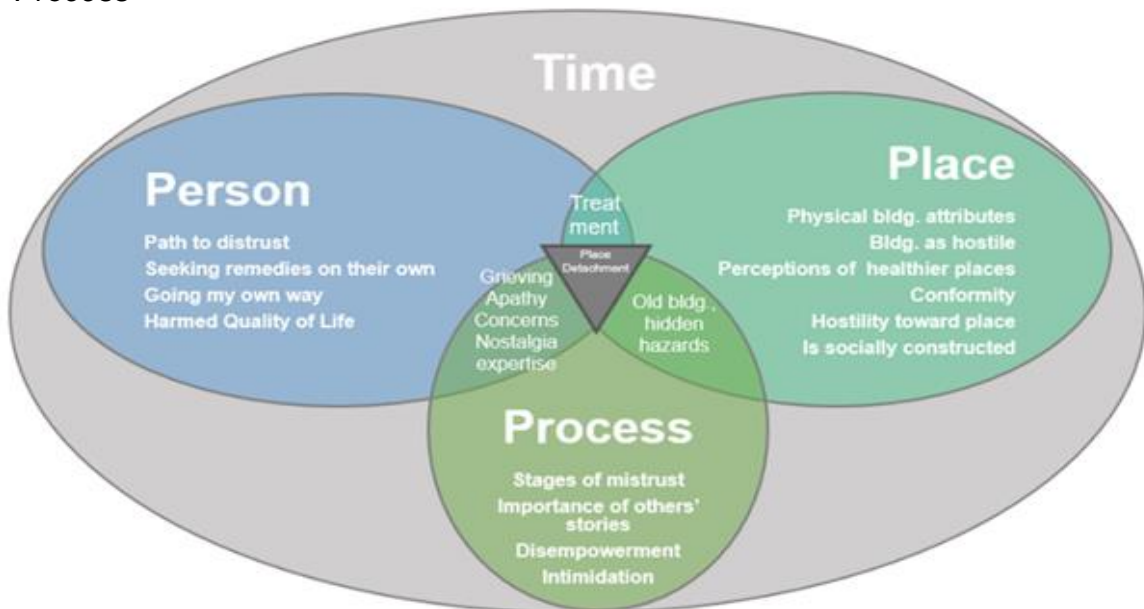 Time
Person
Path to distrust
Seeking remedies on their own
Going my own way
Harmed Quality of Life
Treat
ment
Place
Detachment
Grieving
Apathy
Concerns
Nostalgia
expertise
Old bldg.,
hidden
hazards
Place
Physical bldg. attributes
Bldg. as hostile
Perceptions of healthier places
Conformity
Hostility toward place
Is socially constructed
Process
Stages of mistrust
Importance of others'
stories
Disempowerment
Intimidation